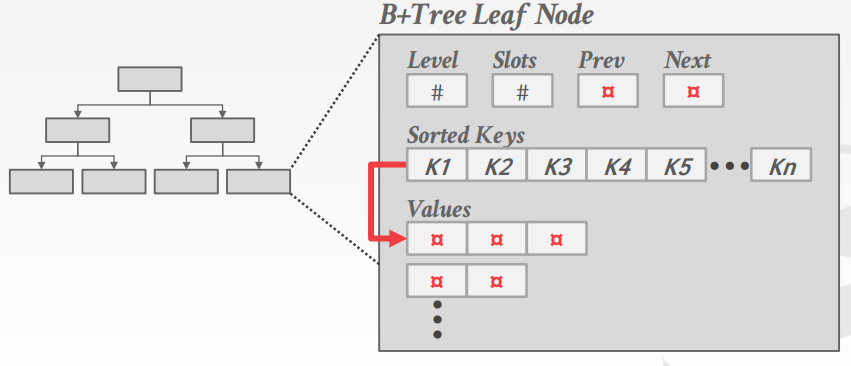 B+Tree Leaf Node
Level Slots Prev Next
# # ¤ ¤
Sorted Keys
K1 K2 K3 K4 K5 ••• Kn
Values
¤ ¤ ¤
¤ ¤